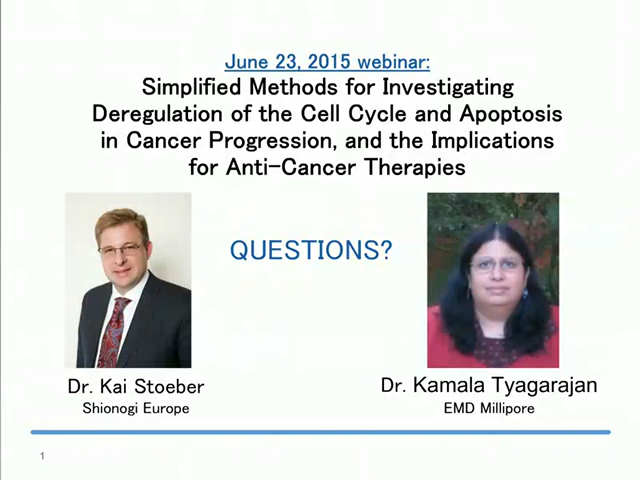 June 23, 2015 webinar:
Simplified Methods for Investigating
Deregulation of the Cell Cycle and Apoptosis
in Cancer Progression, and the Implications
for Anti-Cancer Therapies
QUESTIONS?
Dr. Kai Stoeber
Shionogi Europe
Dr. Kamala Tyagarajan
EMD Millipore
1